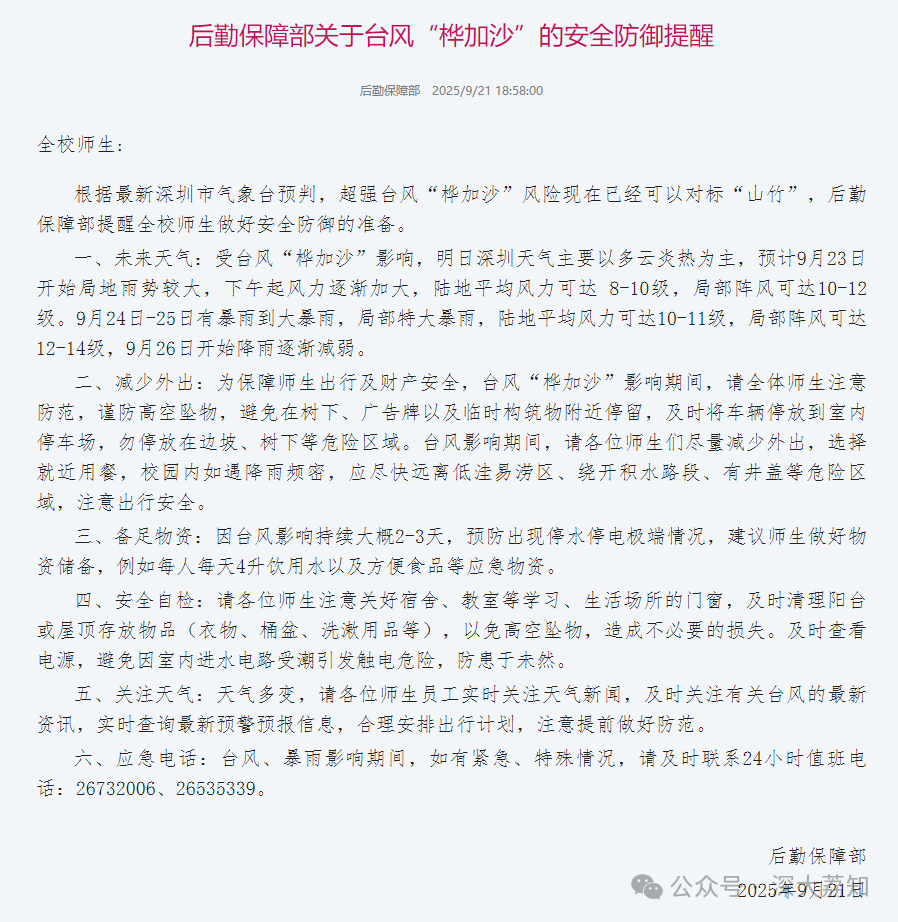 后勤保障部关于台风“桦加沙”的安全防御提醒
后勤保障部 2025/9/21 18:58:00
全校师生:
根据最新深圳市气象台预判，超强台风“桦加沙”风险现在已经可以对标“山竹”，后勤
保障部提醒全校师生做好安全防御的准备。
一、未来天气：受台风“桦加沙”影响，明日深圳天气主要以多云炎热为主，预计9月23日
开始局地雨势较大，下午起风力逐渐加大，陆地平均风力可达 8-10级，局部阵风可达10-12
级。9月24日-25日有暴雨到大暴雨，局部特大暴雨，陆地平均风力可达10-11级，局部阵风可达
12-14级，9月26日开始降雨逐渐减弱。
二、减少外出：为保障师生出行及财产安全，台风“桦加沙”影响期间，请全体师生注意
防范，谨防高空坠物，避免在树下、广告牌以及临时构筑物附近停留，及时将车辆停放到室内
停车场，勿停放在边坡、树下等危险区域。台风影响期间，请各位师生们尽量减少外出，选择
就近用餐，校园内如遇降雨频密，应尽快远离低洼易涝区、绕开积水路段、有井盖等危险区
域，注意出行安全。
三、备足物资：因台风影响持续大概2-3天，预防出现停水停电极端情况，建议师生做好物
资储备，例如每人每天4升饮用水以及方便食品等应急物资。
四、安全自检：请各位师生注意关好宿舍、教室等学习、生活场所的门窗，及时清理阳台
或屋顶存放物品（衣物、桶盆、洗漱用品等），以免高空坠物，造成不必要的损失。及时查看
电源，避免因室内进水电路受潮引发触电危险，防患于未然。
五、关注天气：天气多变，请各位师生员工实时关注天气新闻，及时关注有关台风的最新
资讯，实时查询最新预警预报信息，合理安排出行计划，注意提前做好防范。
六、应急电话：台风、暴雨影响期间，如有紧急、特殊情况，请及时联系24小时值班电
话：26732006、26535339。
后勤保障部
2025年9月21日
公众号 · 深大荔知